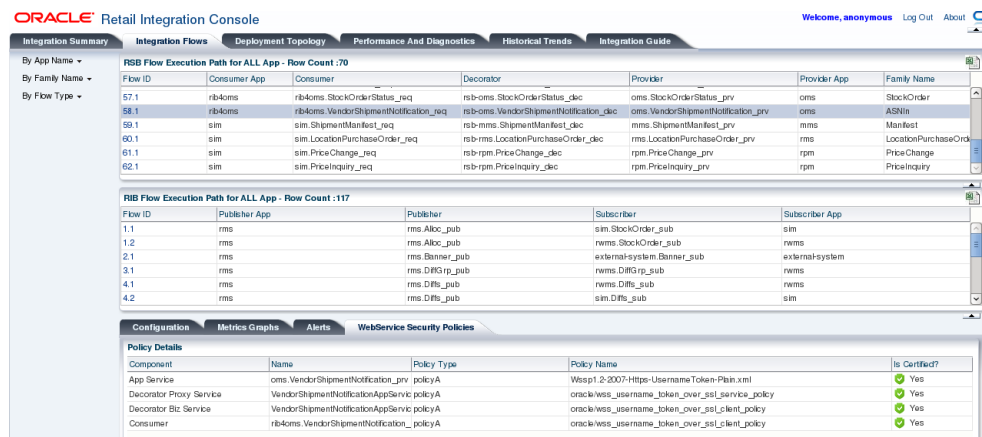 ORACLE Retail Integration Console
Welcome, anonymous Log Out About
Integration Summary Integration Flows Deployment Topology Performance And Diagnostics Historical Trends Integration Guide
By App Name
By Family Name
By Flow Type
RSB Flow Execution Path for ALL App - Row Count :70
Flow ID Consumer App Consumer Decorator Provider Provider App Family Name
57.1 rib4oms rib4oms.StockOrderStatus_req rsb-oms.StockOrderStatus_dec oms.StockOrderStatus_prv oms StockOrder
58.1 rib4oms rib4oms.VendorShipmentNotification_req rsb-oms.VendorShipmentNotification_dec oms.VendorShipmentNotification_prv oms ASNIn
59.1 sim sim.ShipmentManifest_req rsb-mms.ShipmentManifest_dec mms.ShipmentManifest_prv mms Manifest
60.1 sim sim.LocationPurchaseOrder_req rsb-rms.LocationPurchaseOrder_dec rms.LocationPurchaseOrder_prv rms LocationPurchaseOrde
61.1 sim sim.PriceChange_req rsb-rpm.PriceChange_dec rpm.PriceChange_prv rpm PriceChange
62.1 sim sim.PriceInquiry_req rsb-rpm.PriceInquiry_dec rpm.PriceInquiry_prv rpm PriceInquiry
RIB Flow Execution Path for ALL App - Row Count :117
Flow ID Publisher App Publisher Subscriber Subscriber App
1.1 rms rms.Alloc_pub sim.StockOrder_sub sim
1.2 rms rms.Alloc_pub rwms.StockOrder_sub rwms
2.1 rms rms.Banner_pub external-system.Banner_sub external-system
3.1 rms rms.DiffGrp_pub rwms.DiffGrp_sub rwms
4.1 rms rms.Diffs_pub rwms.Diffs_sub rwms
4.2 rms rms.Diffs_pub sim.Diffs_sub sim
Configuration Metrics Graphs Alerts WebService Security Policies
Policy Details
Component Name Policy Type Policy Name Is Certified?
App Service oms.VendorShipmentNotification_prv policyA Wssp1.2-2007-Https-UsernameToken-Plain.xml Yes
Decorator Proxy Service VendorShipmentNotificationAppServic policyA oracle/wss_username_token_over_ssl_service_policy Yes
Decorator Biz Service VendorShipmentNotificationAppServic policyA oracle/wss_username_token_over_ssl_client_policy Yes
Consumer rib4oms.VendorShipmentNotification_ policyA oracle/wss_username_token_over_ssl_client_policy Yes